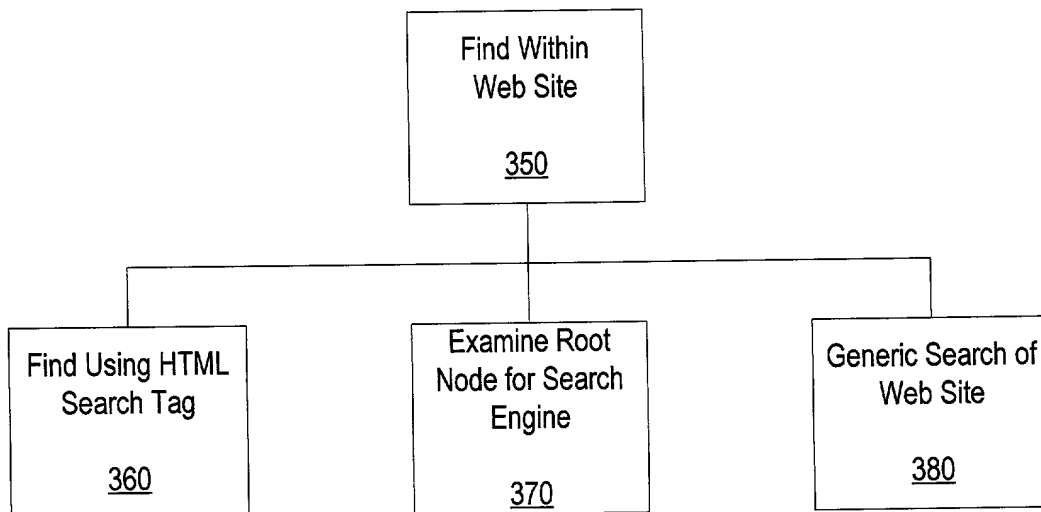 Find Within
Web Site
350
Find Using HTML
Search Tag
360
Examine Root
Node for Search
Engine
370
Generic Search of
Web Site
380